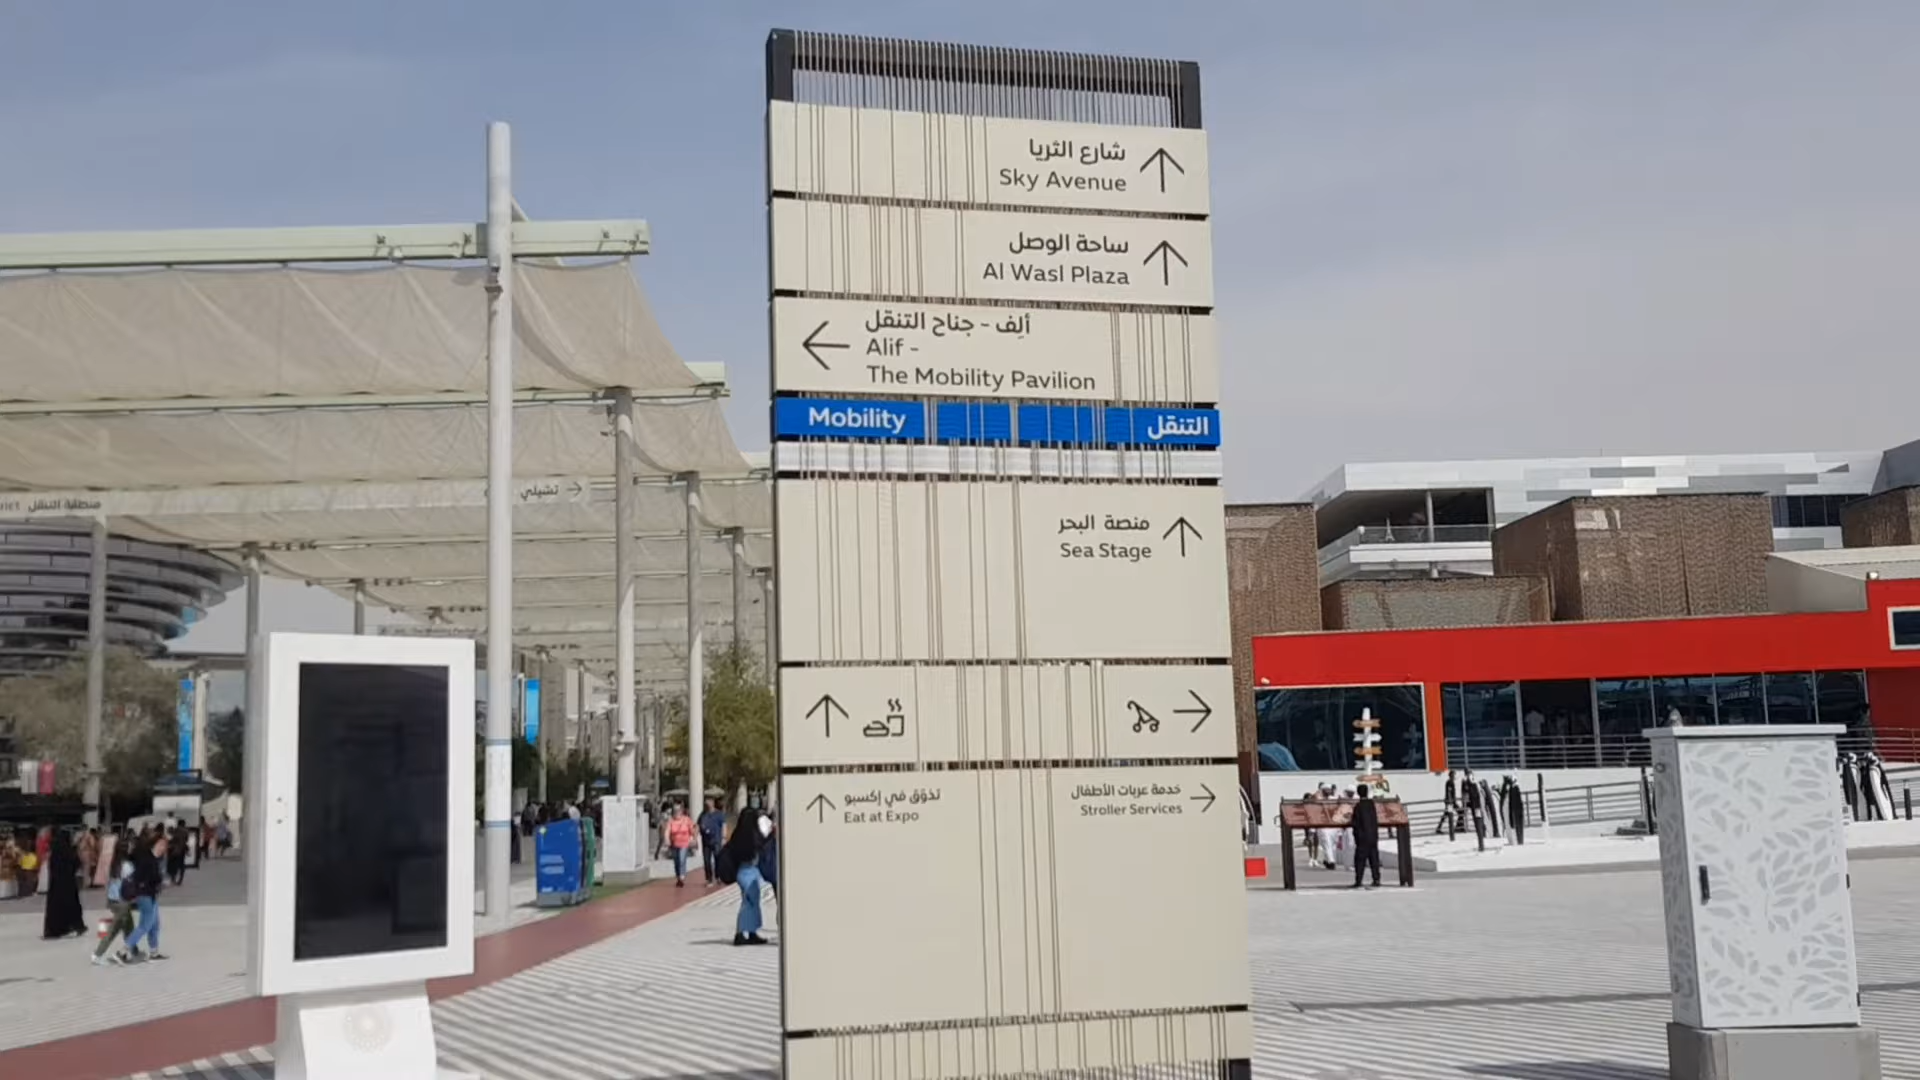 شارع الثريا
Sky Avenue
ساحة الوصل
Al Wasl Plaza
ألِف - جناح التنقل
Alif -
The Mobility Pavilion
Mobility التنقل
منصة البحر
Sea Stage
تذوّق في إكسبو
Eat at Expo
خدمة عربات الأطفال
Stroller Services
تشيلي
منطقة التنقل